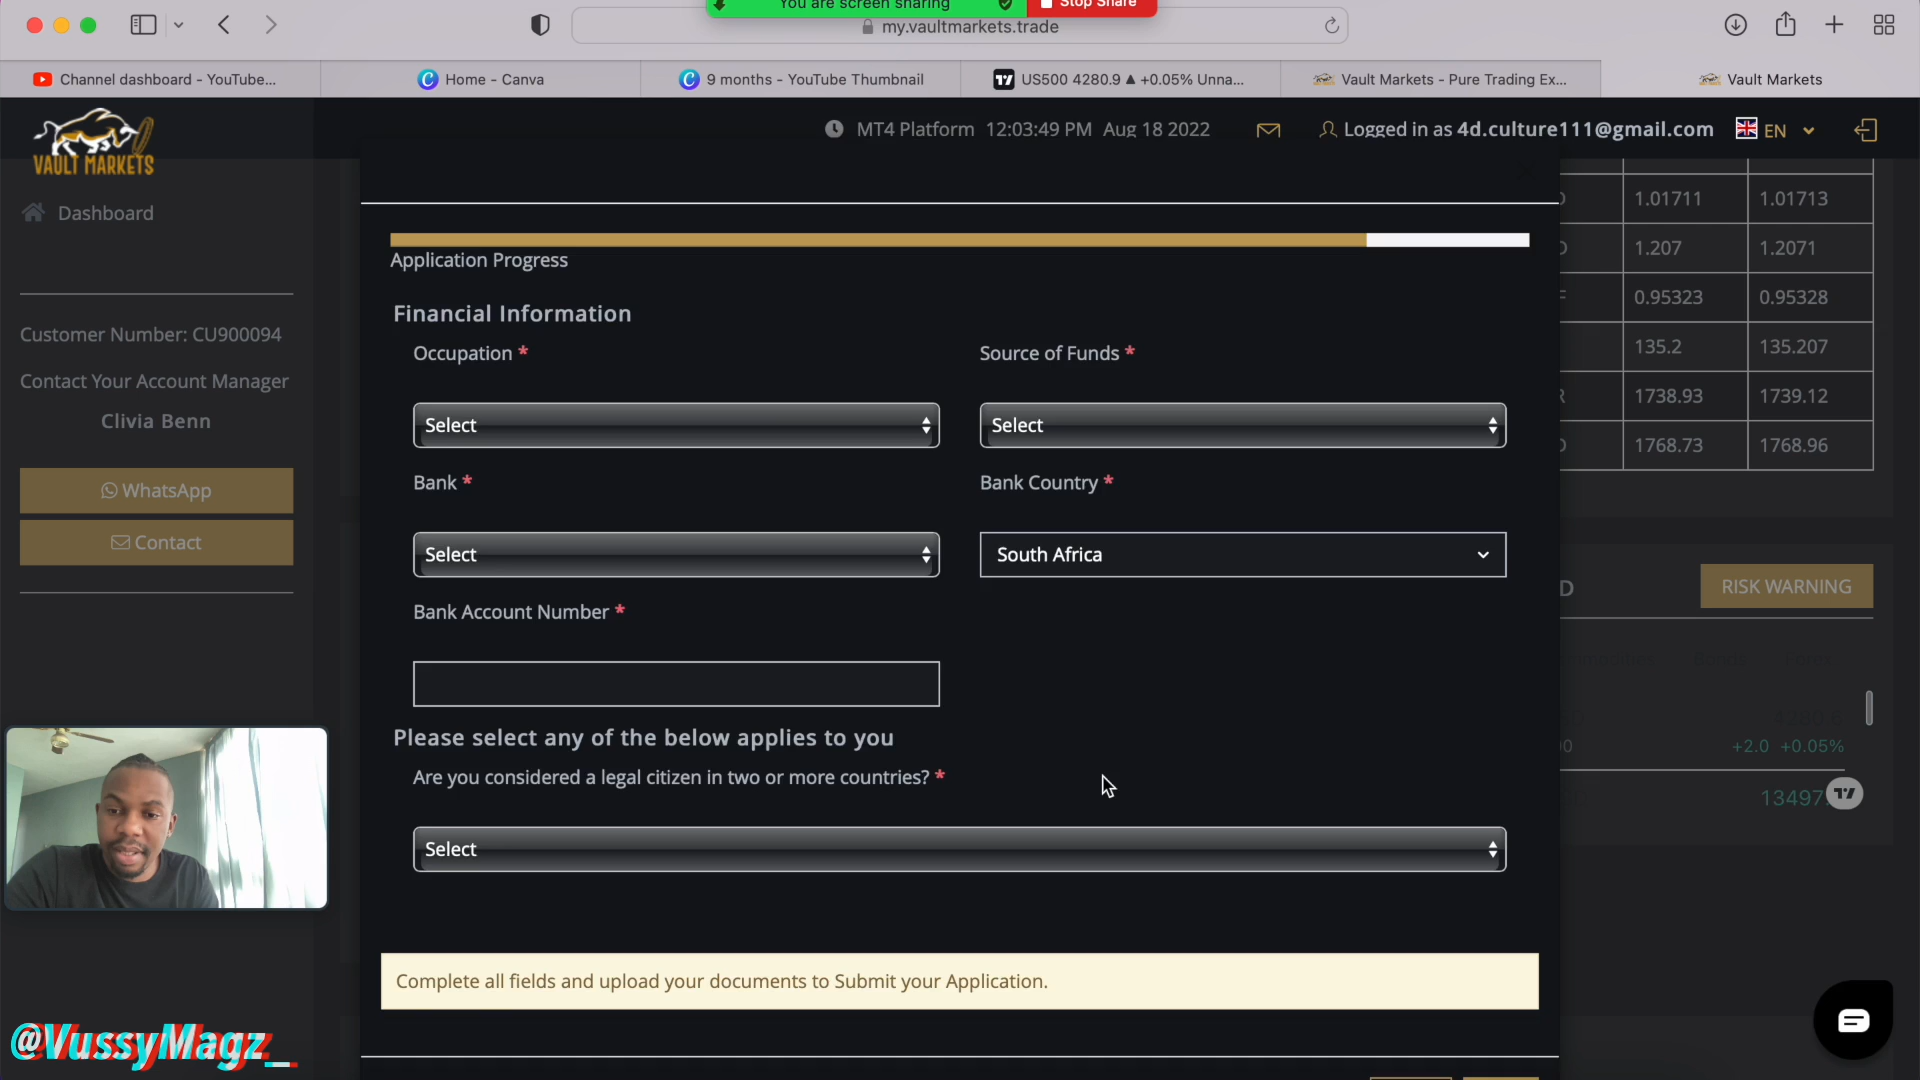 You are screen sharing
Stop Share
my.vaultmarkets.trade
Channel dashboard - YouTube...
Home - Canva
9 months - YouTube Thumbnail
US500 4280.9 ▲ +0.05% Unna...
Vault Markets - Pure Trading Ex...
Vault Markets
VAULT MARKETS
MT4 Platform 12:03:49 PM Aug 18 2022
Logged in as 4d.culture111@gmail.com
EN
Dashboard
Customer Number: CU900094
Contact Your Account Manager
Clivia Benn
WhatsApp
Contact
Application Progress
Financial Information
Occupation *
Source of Funds *
Select
Select
Bank *
Bank Country *
Select
South Africa
Bank Account Number *
Please select any of the below applies to you
Are you considered a legal citizen in two or more countries? *
Select
Complete all fields and upload your documents to Submit your Application.
1.01711 1.01713
1.207 1.2071
0.95323 0.95328
135.2 135.207
1738.93 1739.12
1768.73 1768.96
D
RISK WARNING
+2.0 +0.05%
13497.
@VussyMagz_